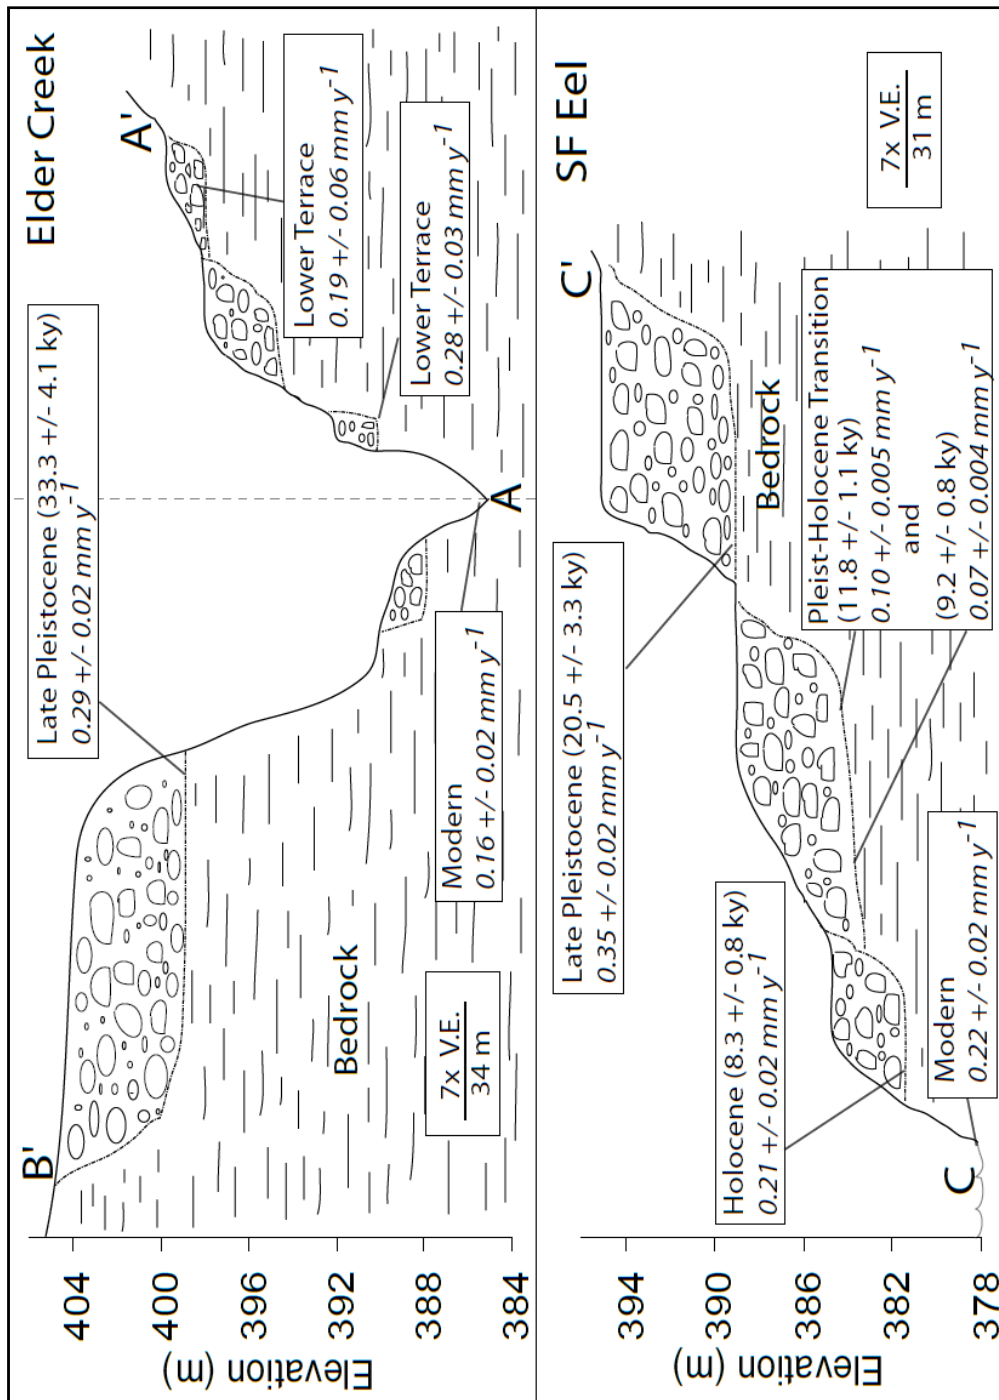 Elder Creek
B'
A'
A
Late Pleistocene (33.3 +/- 4.1 ky)
0.29 +/- 0.02 mm y-1
Lower Terrace
0.19 +/- 0.06 mm y-1
Lower Terrace
0.28 +/- 0.03 mm y-1
Modern
0.16 +/- 0.02 mm y-1
Bedrock
7x V.E.
34 m
404
400
396
392
388
384
Elevation (m)
SF Eel
C'
C
Late Pleistocene (20.5 +/- 3.3 ky)
0.35 +/- 0.02 mm y-1
Bedrock
Pleist-Holocene Transition
(11.8 +/- 1.1 ky)
0.10 +/- 0.005 mm y-1
and
(9.2 +/- 0.8 ky)
0.07 +/- 0.004 mm y-1
Holocene (8.3 +/- 0.8 ky)
0.21 +/- 0.02 mm y-1
Modern
0.22 +/- 0.02 mm y-1
7x V.E.
31 m
394
390
386
382
378
Elevation (m)